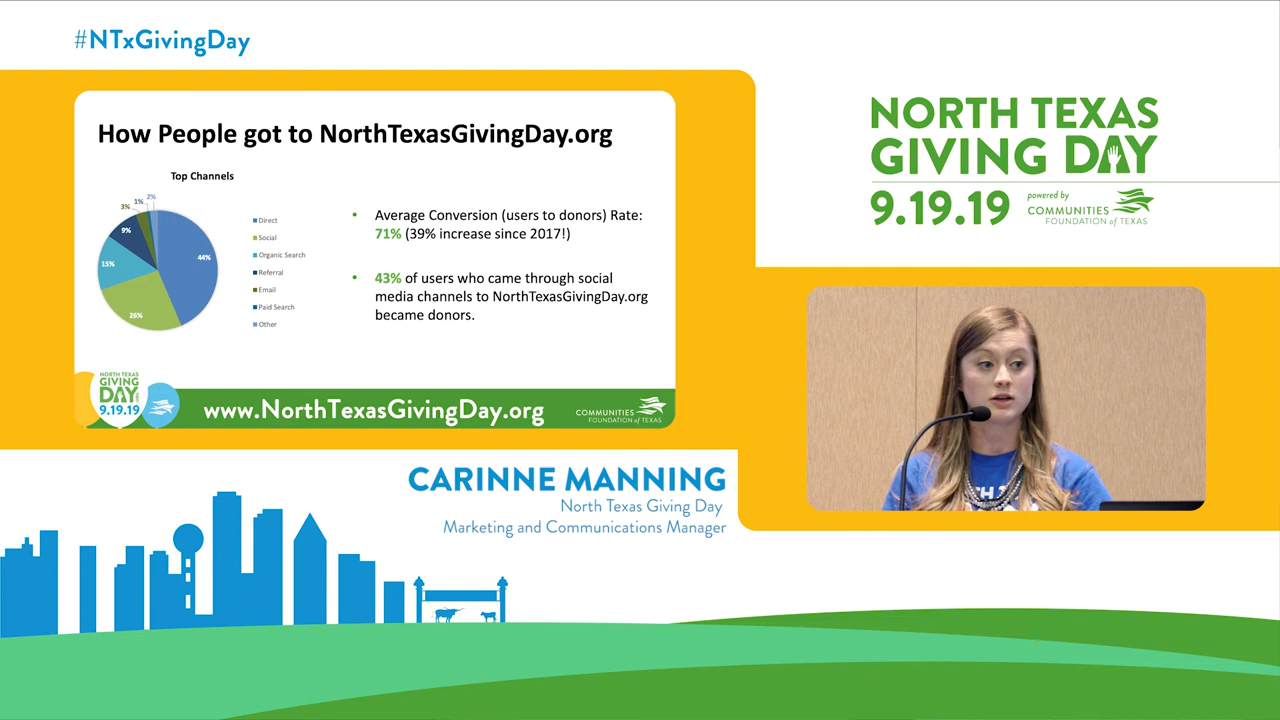 #NTxGivingDay
How People got to NorthTexasGivingDay.org
Top Channels
2%
1%
3%
9%
44%
15%
26%
Direct
Social
Organic Search
Referral
Email
Paid Search
Other
• Average Conversion (users to donors) Rate:
71% (39% increase since 2017!)
• 43% of users who came through social
media channels to NorthTexasGivingDay.org
became donors.
NORTH TEXAS
GIVING
DAY
9.19.19
www.NorthTexasGivingDay.org
COMMUNITIES
FOUNDATION of TEXAS
NORTH TEXAS
GIVING DAY
9.19.19
powered by
COMMUNITIES
FOUNDATION of TEXAS
CARINNE MANNING
North Texas Giving Day
Marketing and Communications Manager